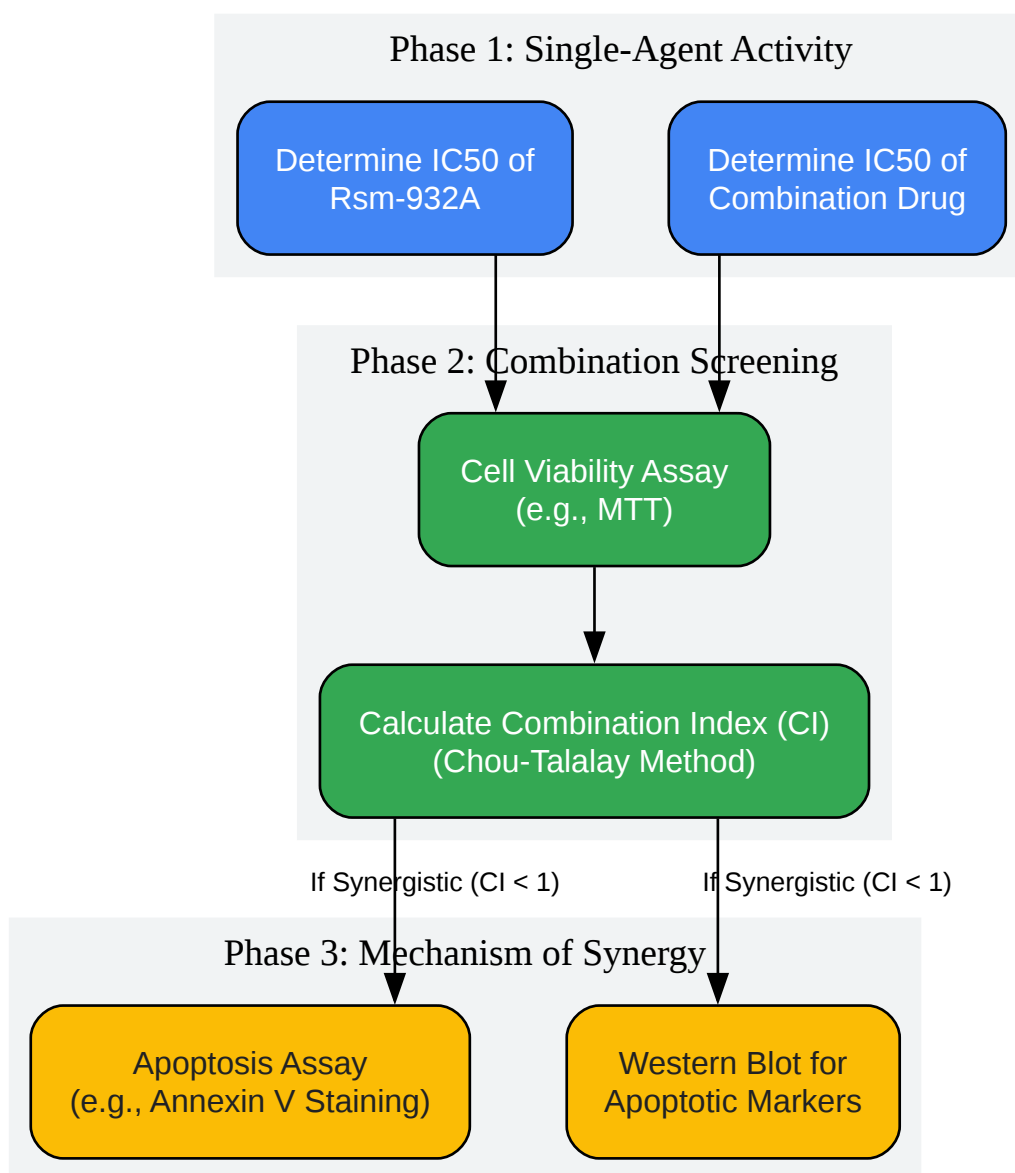 Phase 1: Single-Agent Activity
Determine IC50 of
Rsm-932A
Determine IC50 of
Combination Drug
Phase 2: Combination Screening
Cell Viability Assay
(e.g., MTT)
Calculate Combination Index (CI)
(Chou-Talalay Method)
If Synergistic (CI < 1)
If Synergistic (CI < 1)
Phase 3: Mechanism of Synergy
Apoptosis Assay
(e.g., Annexin V Staining)
Western Blot for
Apoptotic Markers